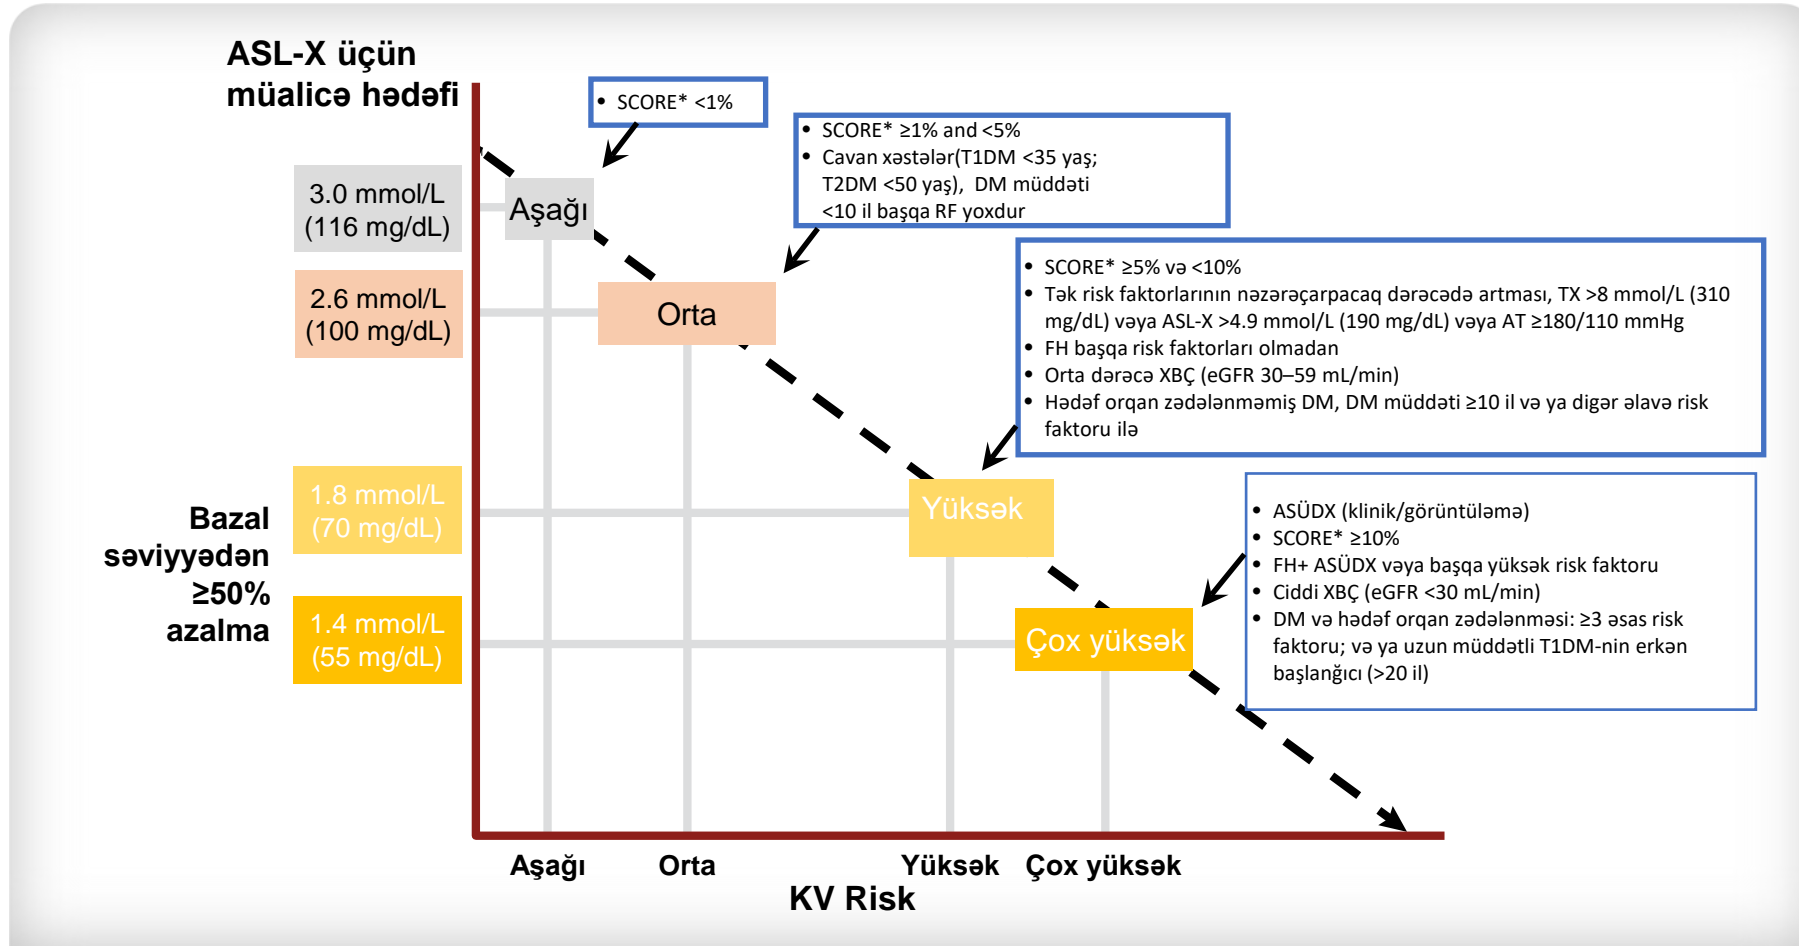 ASL-X üçün
müalicə hədəfi
• SCORE* <1%
• SCORE* ≥1% and <5%
• Cavan xəstələr(T1DM <35 yaş;
T2DM <50 yaş), DM müddəti
<10 il başqa RF yoxdur
3.0 mmol/L
(116 mg/dL)
Aşağı
• SCORE* ≥5% və <10%
• Tək risk faktorlarının nəzərəçarpacaq dərəcədə artması, TX >8 mmol/L (310
mg/dL) vəya ASL-X >4.9 mmol/L (190 mg/dL) vəya AT ≥180/110 mmHg
• FH başqa risk faktorları olmadan
• Orta dərəcə XBÇ (eGFR 30–59 mL/min)
• Hədəf orqan zədələnməmiş DM, DM müddəti ≥10 il və ya digər əlavə risk
faktoru ilə
2.6 mmol/L
(100 mg/dL)
Orta
1.8 mmol/L
(70 mg/dL)
Yüksək
• ASÜDX (klinik/görüntüləmə)
• SCORE* ≥10%
• FH+ ASÜDX vəya başqa yüksək risk faktoru
• Ciddi XBÇ (eGFR <30 mL/min)
• DM və hədəf orqan zədələnməsi: ≥3 əsas risk
faktoru; və ya uzun müddətli T1DM-nin erkən
başlanğıcı (>20 il)
Bazal
səviyyədən
≥50%
azalma
1.4 mmol/L
(55 mg/dL)
Çox yüksək
Aşağı
Orta
Yüksək
Çox yüksək
KV Risk